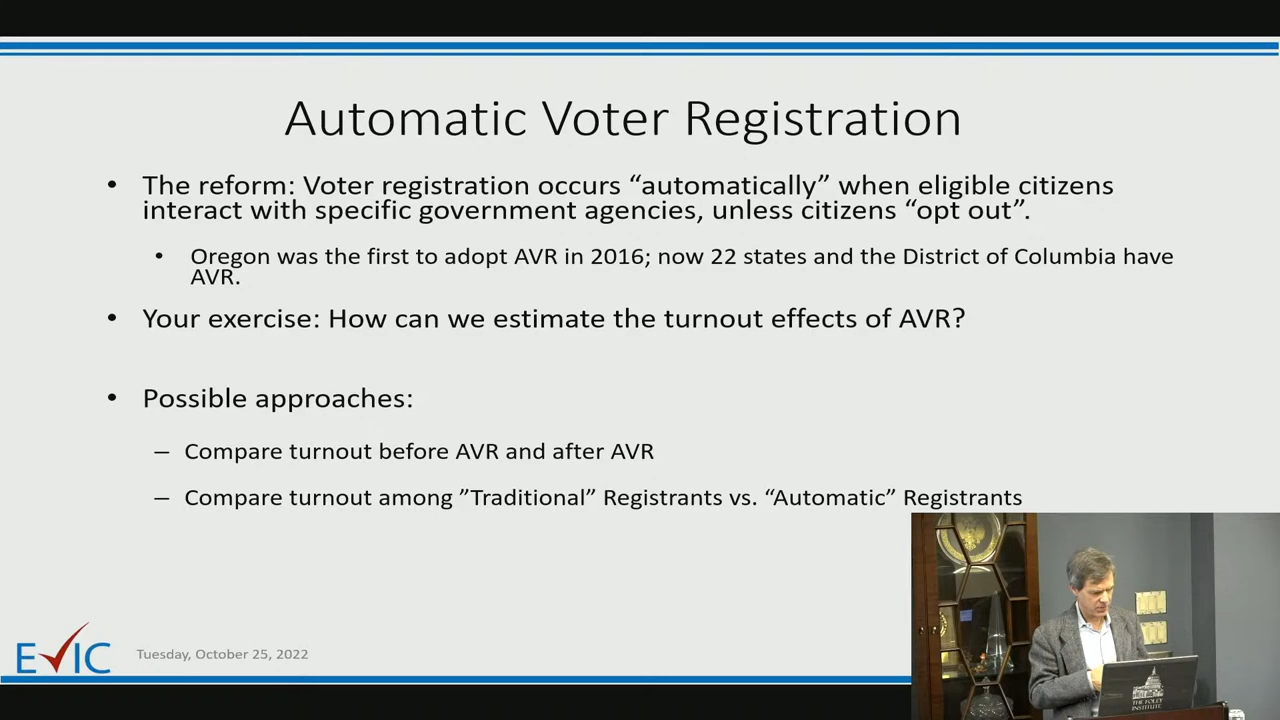 Automatic Voter Registration
• The reform: Voter registration occurs “automatically” when eligible citizens
interact with specific government agencies, unless citizens “opt out”.
• Oregon was the first to adopt AVR in 2016; now 22 states and the District of Columbia have
AVR.
• Your exercise: How can we estimate the turnout effects of AVR?
• Possible approaches:
– Compare turnout before AVR and after AVR
– Compare turnout among ”Traditional” Registrants vs. “Automatic” Registrants
EVIC
Tuesday, October 25, 2022
THE FOLEY
INSTITUTE